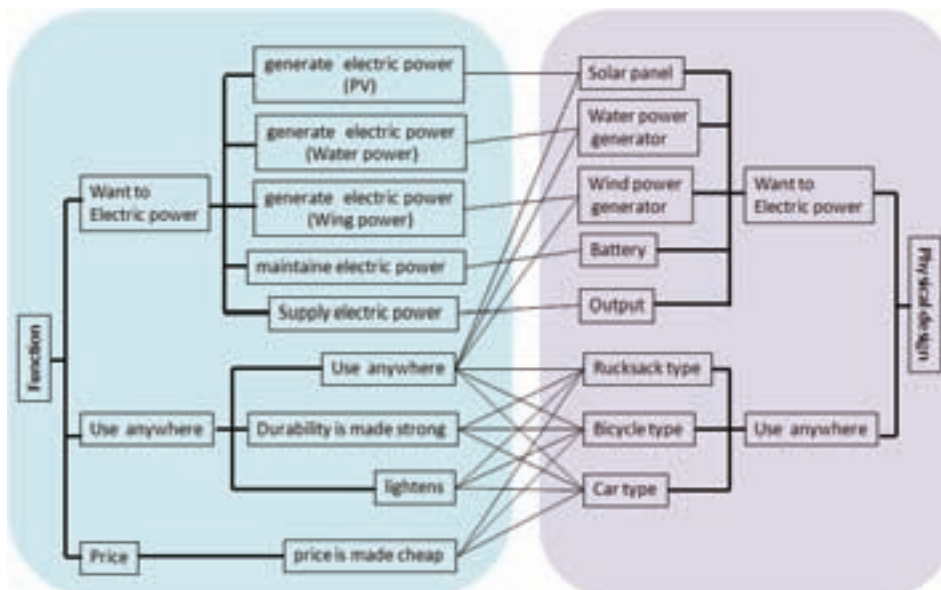 generate electric power
(PV)
generate electric power
(Water power)
Want to
Electric power
generate electric power
(Wing power)
maintaine electric power
Supply electric power
Function
Use anywhere
Use anywhere
Durability is made strong
lightens
Price
price is made cheap
Solar panel
Water power
generator
Wind power
generator
Want to
Electric power
Battery
Output
Physical design
Rucksack type
Bicycle type
Use anywhere
Car type